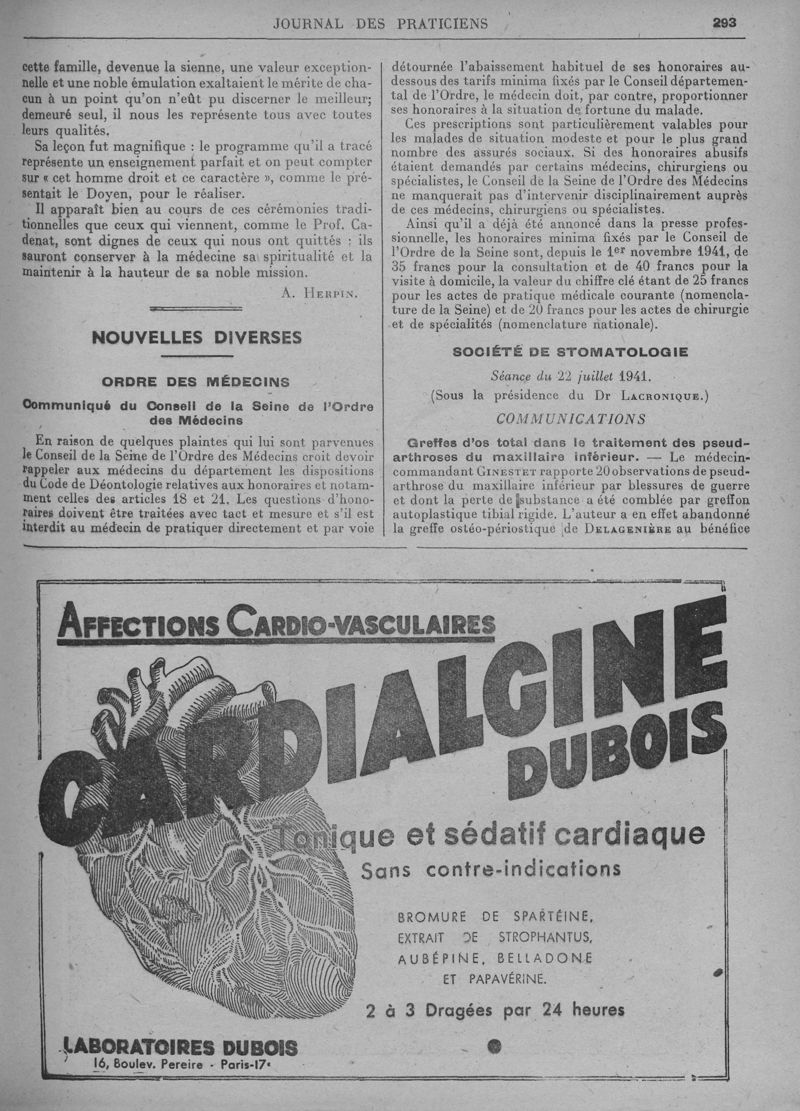 JOURNAL DES PRATICIENS
293
cette famille, devenue la sienne, une valeur exception-
nelle et une noble émulation exaltaient le mérite de cha-
cun à un point qu'on n'eût pu discerner le meilleur;
demeuré seul, il nous les représente tous avec toutes
leurs qualités.
Sa leçon fut magnifique : le programme qu'il a tracé
représente un enseignement parfait et on peut compter
sur « cet homme droit et ce caractère », comme le pré-
sentait le Doyen, pour le réaliser.
Il apparaît bien au cours de ces cérémonies tradi-
tionnelles que ceux qui viennent, comme le Prof. Ca-
denat, sont dignes de ceux qui nous ont quittés : ils
sauront conserver à la médecine sa spiritualité et la
maintenir à la hauteur de sa noble mission.
A. HERPIN.
NOUVELLES DIVERSES
ORDRE DES MÉDECINS
Communiqué du Conseil de la Seine de l'Ordre
des Médecins
En raison de quelques plaintes qui lui sont parvenues
le Conseil de la Seine de l'Ordre des Médecins croit devoir
rappeler aux médecins du département les dispositions
du Code de Déontologie relatives aux honoraires et notam-
ment celles des articles 18 et 21. Les questions d'hono-
raires doivent être traitées avec tact et mesure et s'il est
interdit au médecin de pratiquer directement et par voie
détournée l'abaissement habituel de ses honoraires au-
dessous des tarifs minima fixés par le Conseil départemen-
tal de l'Ordre, le médecin doit, par contre, proportionner
ses honoraires à la situation de fortune du malade.
Ces prescriptions sont particulièrement valables pour
les malades de situation modeste et pour le plus grand
nombre des assurés sociaux. Si des honoraires abusifs
étaient demandés par certains médecins, chirurgiens ou
spécialistes, le Conseil de la Seine de l'Ordre des Médecins
ne manquerait pas d'intervenir disciplinairement auprès
de ces médecins, chirurgiens ou spécialistes.
Ainsi qu'il a déjà été annoncé dans la presse profes-
sionnelle, les honoraires minima fixés par le Conseil de
l'Ordre de la Seine sont, depuis le 1er novembre 1941, de
35 francs pour la consultation et de 40 francs pour la
visite à domicile, la valeur du chiffre clé étant de 25 francs
pour les actes de pratique médicale courante (nomencla-
ture de la Seine) et de 20 francs pour les actes de chirurgie
et de spécialités (nomenclature nationale).
SOCIÉTÉ DE STOMATOLOGIE
Séance du 22 juillet 1941.
(Sous la présidence du Dr LACRONIQUE.)
COMMUNICATIONS
Greffes d'os total dans le traitement des pseud-
arthroses du maxillaire inférieur. — Le médecin-
commandant GINESTET rapporte 20 observations de pseud-
arthrose du maxillaire inférieur par blessures de guerre
et dont la perte de substance a été comblée par greffon
autoplastique tibial rigide. L'auteur a en effet abandonné
la greffe ostéo-périostique de DELAGENIÈRE au bénéfice
AFFECTIONS CARDIO-VASCULAIRES
CARDIALGINE
DUBOIS
Tonique et sédatif cardiaque
Sans contre-indications
BROMURE DE SPARTÉINE,
EXTRAIT DE STROPHANTUS,
AUBÉPINE, BELLADONE
ET PAPAVÉRINE.
2 à 3 Dragées par 24 heures
LABORATOIRES DUBOIS
16, Boulev. Pereire - Paris-17e